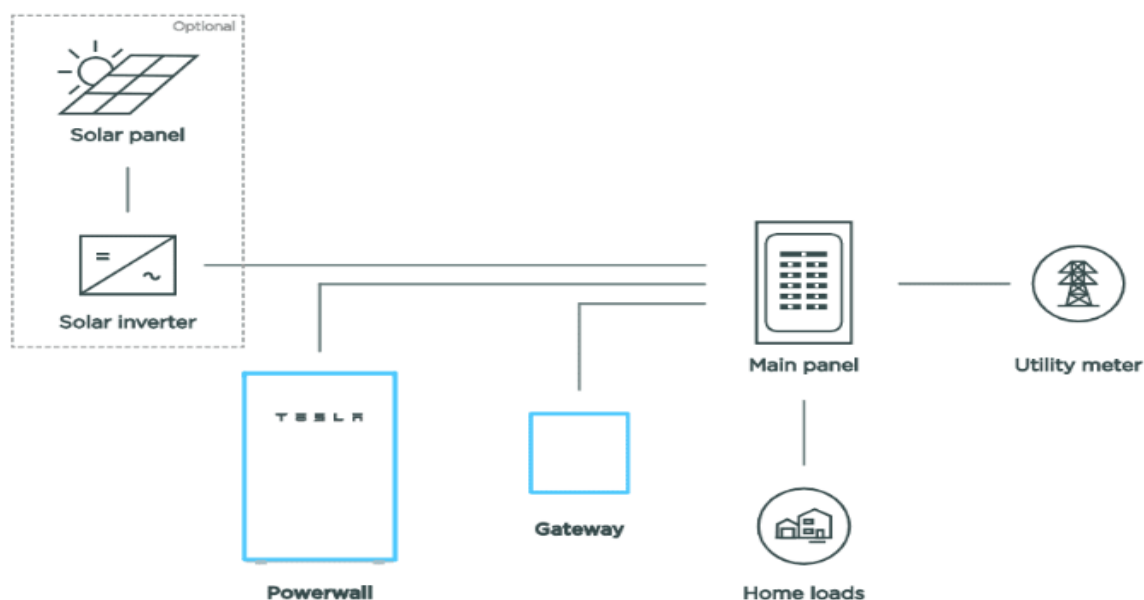 Optional
Solar panel
Solar inverter
TESLA
Powerwall
Gateway
Main panel
Utility meter
Home loads